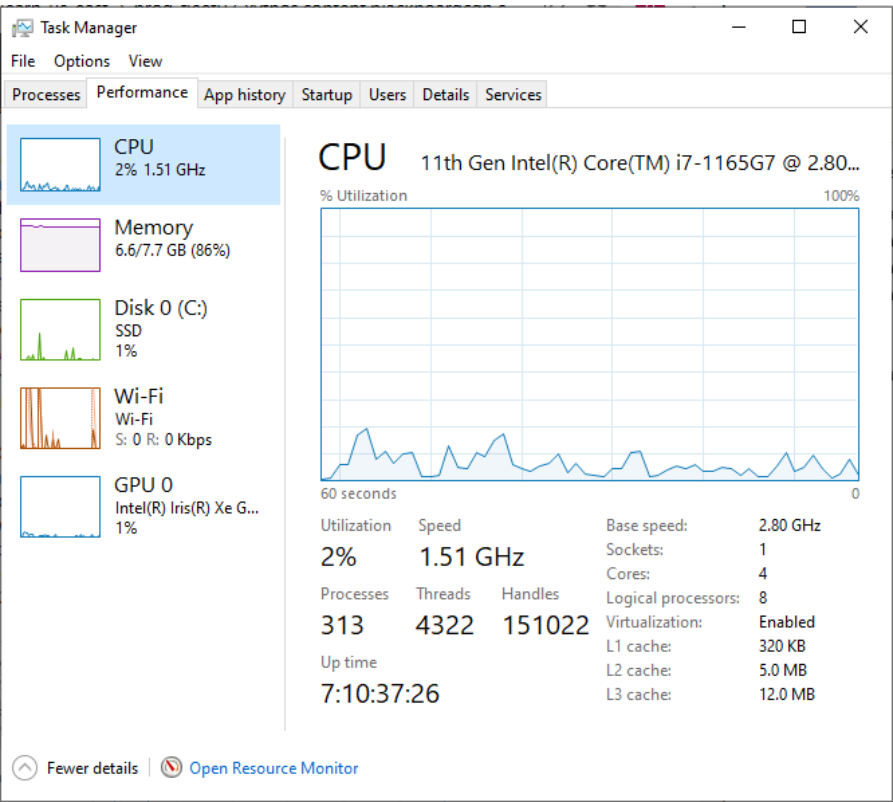 Task Manager
File Options View
Processes Performance App history Startup Users Details Services
CPU
2% 1.51 GHz
Memory
6.6/7.7 GB (86%)
Disk 0 (C:)
SSD
1%
Wi-Fi
Wi-Fi
S: 0 R: 0 Kbps
GPU 0
Intel(R) Iris(R) Xe G...
1%
CPU 11th Gen Intel(R) Core(TM) i7-1165G7 @ 2.80...
% Utilization 100%
60 seconds 0
Utilization Speed
2% 1.51 GHz
Processes Threads Handles
313 4322 151022
Up time
7:10:37:26
Base speed: 2.80 GHz
Sockets: 1
Cores: 4
Logical processors: 8
Virtualization: Enabled
L1 cache: 320 KB
L2 cache: 5.0 MB
L3 cache: 12.0 MB
Fewer details Open Resource Monitor